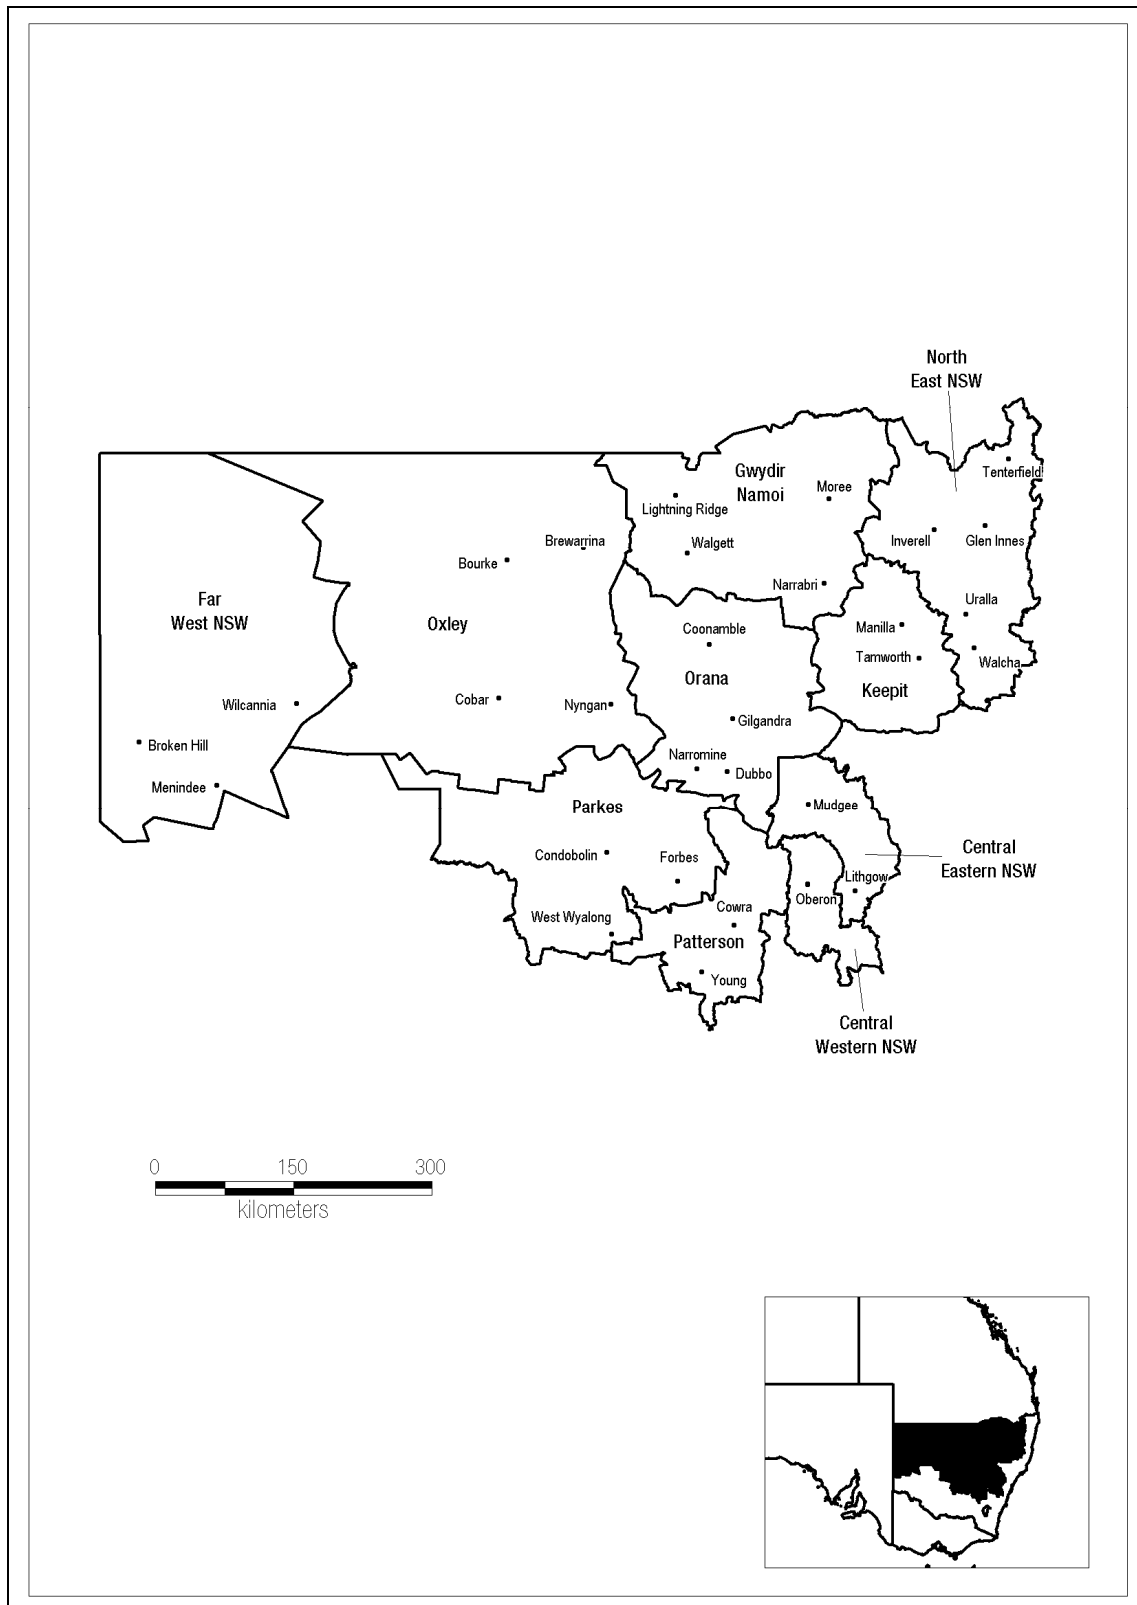 North
East NSW
Tenterfield
Gwydir
Namoi
Moree
Lightning Ridge
Walgett
Inverell
Glen Innes
Brewarrina
Bourke
Narrabri
Uralla
Far
West NSW
Oxley
Coonamble
Manilla
Tamworth
Walcha
Orana
Keepit
Wilcannia
Cobar
Nyngan
Gilgandra
Broken Hill
Narromine
Dubbo
Menindee
Parkes
Mudgee
Central
Eastern NSW
Condobolin
Forbes
Lithgow
Oberon
West Wyalong
Cowra
Patterson
Young
Central
Western NSW
0 150 300
kilometers